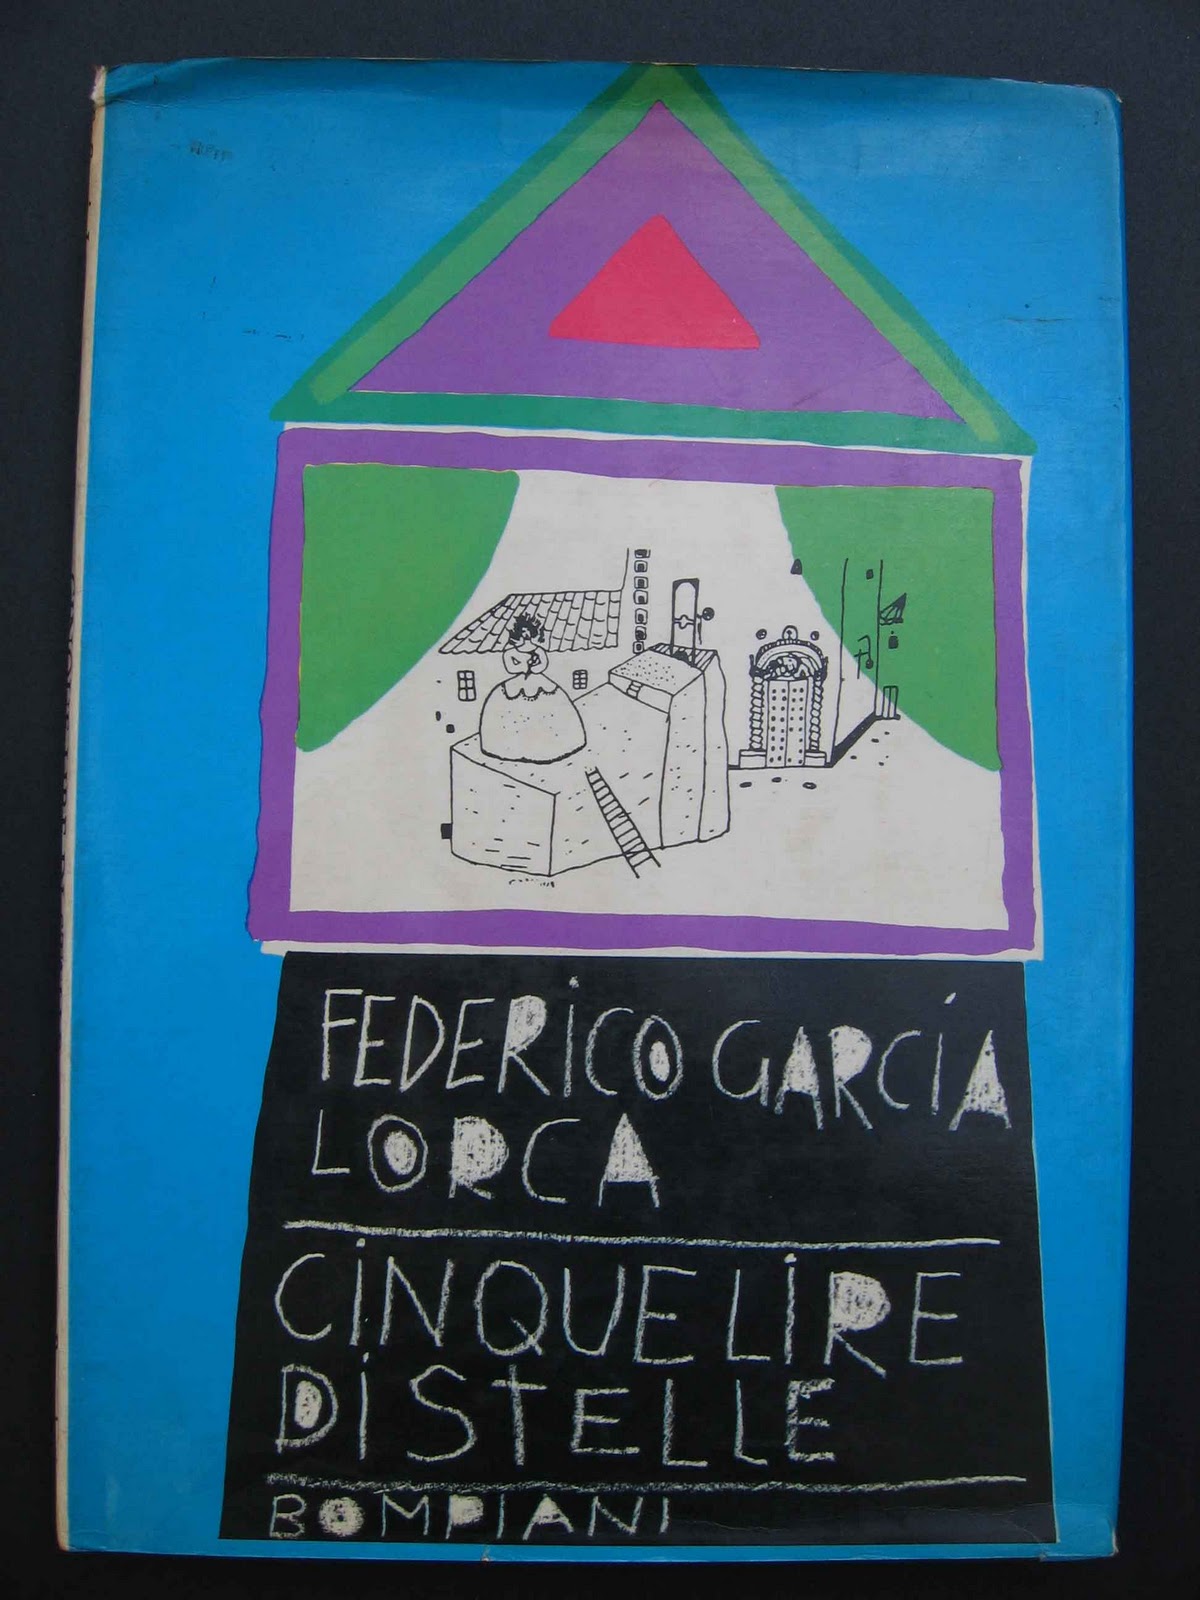 FEDERICO GARCÍA
LORCA
CINQUE LIRE
DI STELLE
BOMPIANI